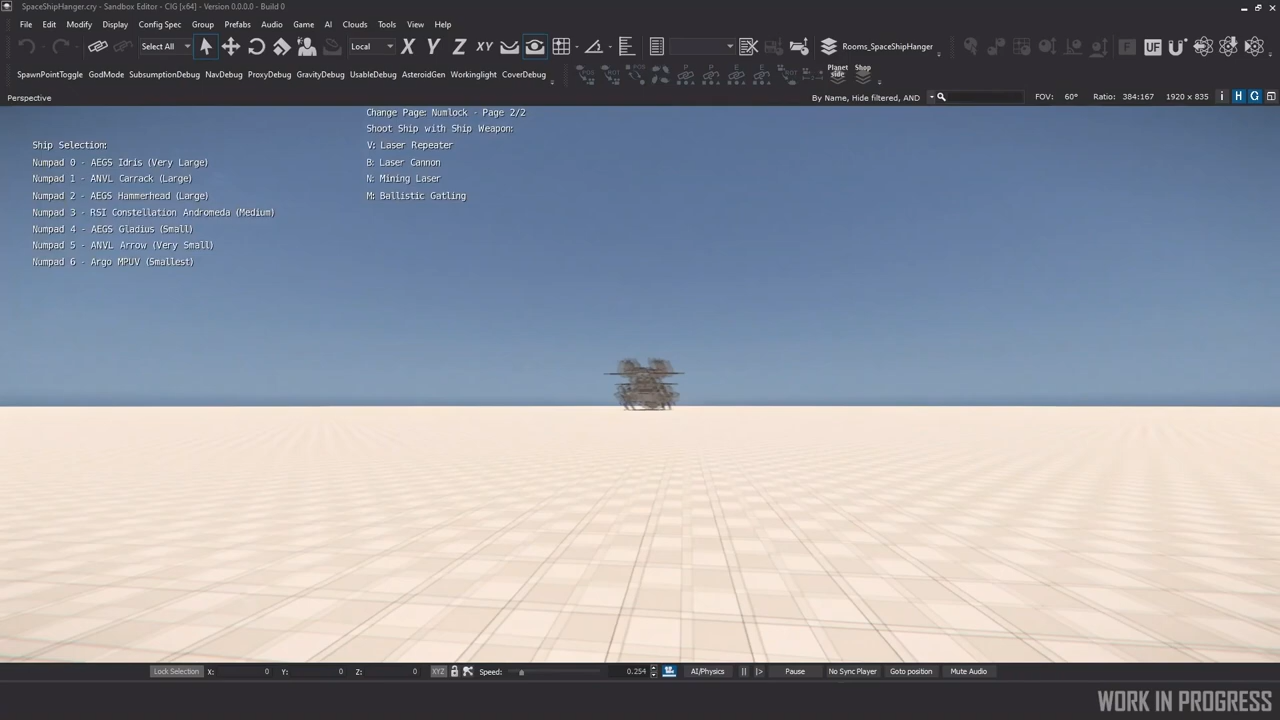 SpaceShipHanger.cry - Sandbox Editor - CIG [x64] - Version 0.0.0.0 - Build 0
File Edit Modify Display Config Spec Group Prefabs Audio Game AI Clouds Tools View Help
Select All Local X Y Z XY Rooms_SpaceShipHanger F UF
SpawnPointToggle GodMode SubsumptionDebug NavDebug ProxyDebug GravityDebug UsableDebug AsteroidGen Workinglight CoverDebug POS ROT POS P P E E ROT Planet side Shop
Perspective By Name, Hide filtered, AND FOV: 60° Ratio: 384:167 1920 x 835 i H G
Change Page: Numlock - Page 2/2
Shoot Ship with Ship Weapon:
V: Laser Repeater
B: Laser Cannon
N: Mining Laser
M: Ballistic Gatling
Ship Selection:
Numpad 0 - AEGS Idris (Very Large)
Numpad 1 - ANVL Carrack (Large)
Numpad 2 - AEGS Hammerhead (Large)
Numpad 3 - RSI Constellation Andromeda (Medium)
Numpad 4 - AEGS Gladius (Small)
Numpad 5 - ANVL Arrow (Very Small)
Numpad 6 - Argo MPUV (Smallest)
Lock Selection X: 0 Y: 0 Z: 0 XYZ Speed: 0.254 AI/Physics Pause No Sync Player Goto position Mute Audio
WORK IN PROGRESS